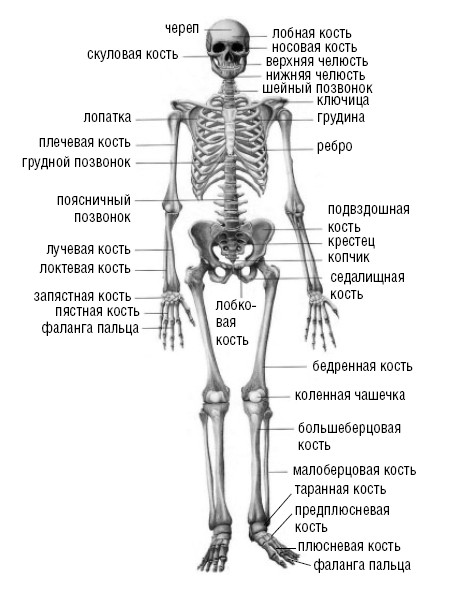 череп
лобная кость
носовая кость
скуловая кость
верхняя челюсть
нижняя челюсть
шейный позвонок
ключица
лопатка
грудина
плечевая кость
ребро
грудной позвонок
поясничный
позвонок
подвздошная
кость
крестец
лучевая кость
копчик
локтевая кость
седалищная
кость
запястная кость
лобко-
вая
кость
пястная кость
фаланга пальца
бедренная кость
коленная чашечка
большеберцовая
кость
малоберцовая кость
таранная кость
предплюсневая
кость
плюсневая кость
фаланга пальца